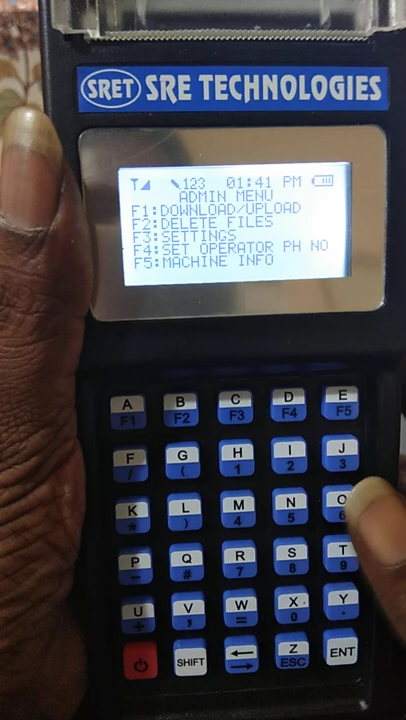 SRET SRE TECHNOLOGIES
123 01:41 PM
ADMIN MENU
F1:DOWNLOAD/UPLOAD
F2:DELETE FILES
F3:SETTINGS
F4:SET OPERATOR PH NO
F5:MACHINE INFO
A B C D E
F1 F2 F3 F4 F5
F G H I J
/ ( 1 2 3
K L M N O
* ) 4 5 6
P Q R S T
- # 7 8 9
U V W X Y
+ , = 0 .
SHIFT Z ENT
ESC